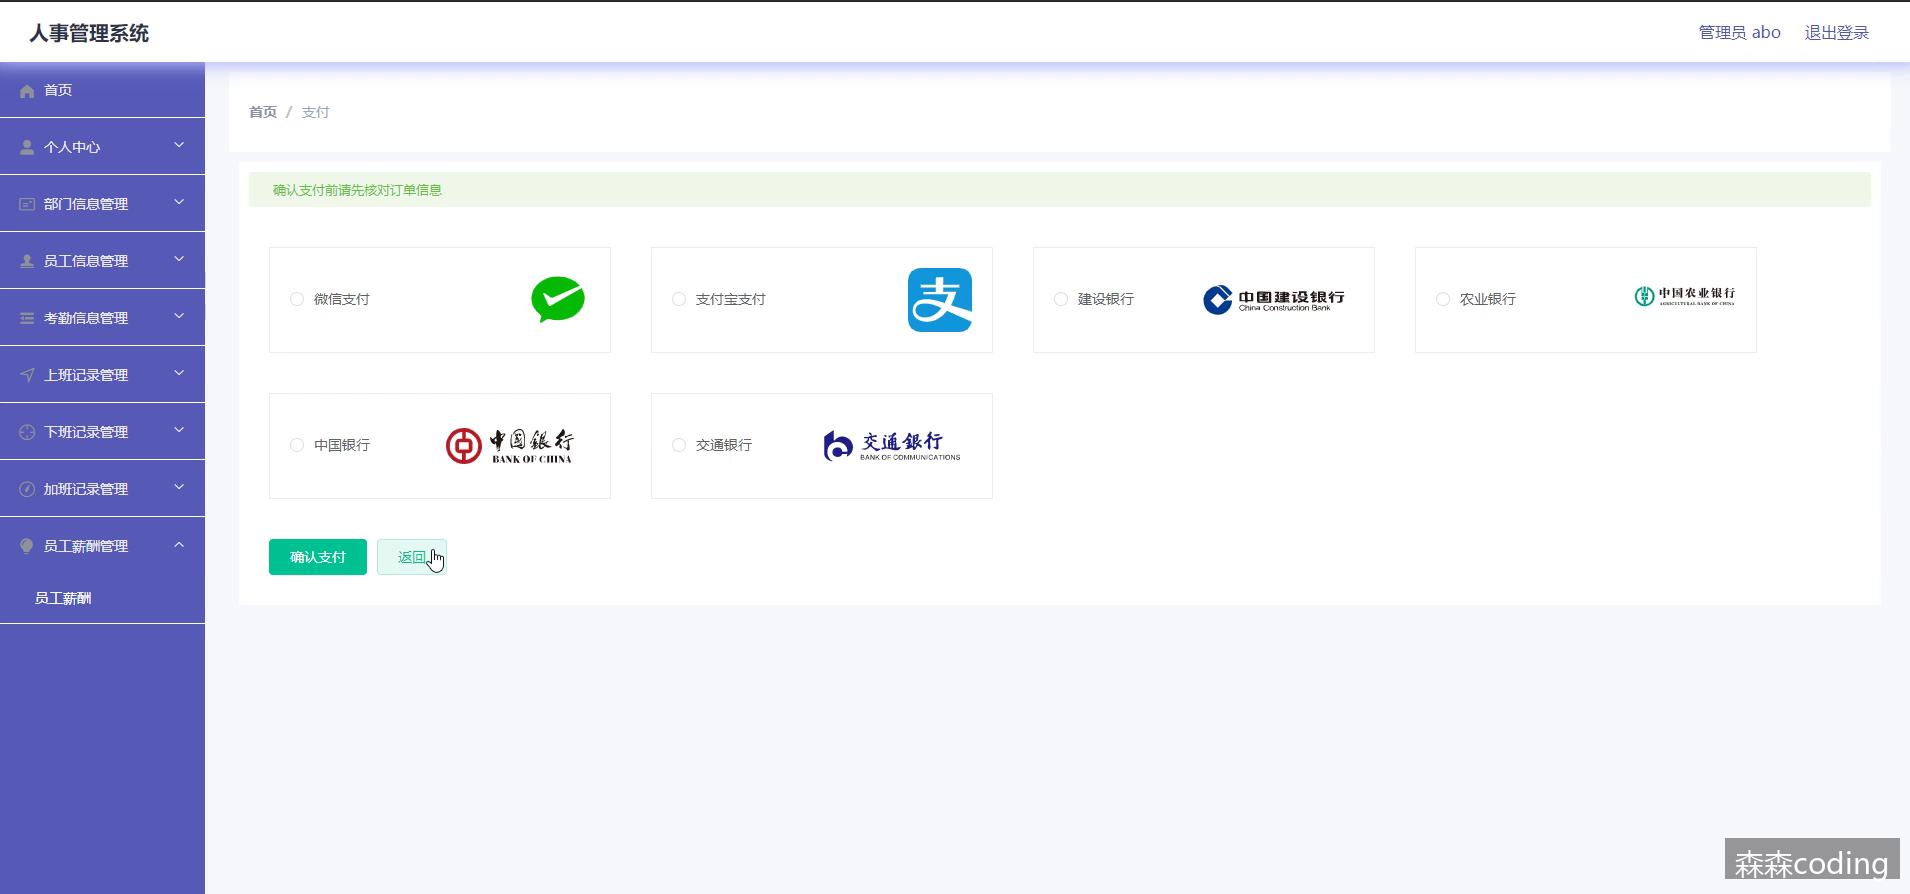 人事管理系统
管理员 abo 退出登录
首页
个人中心
部门信息管理
员工信息管理
考勤信息管理
上班记录管理
下班记录管理
加班记录管理
员工薪酬管理
员工薪酬
首页 / 支付
确认支付前请先核对订单信息
微信支付
支付宝支付
支
建设银行
中国建设银行
China Construction Bank
农业银行
中国农业银行
AGRICULTURAL BANK OF CHINA
中国银行
中國銀行
BANK OF CHINA
交通银行
交通銀行
BANK OF COMMUNICATIONS
确认支付
返回
森森coding